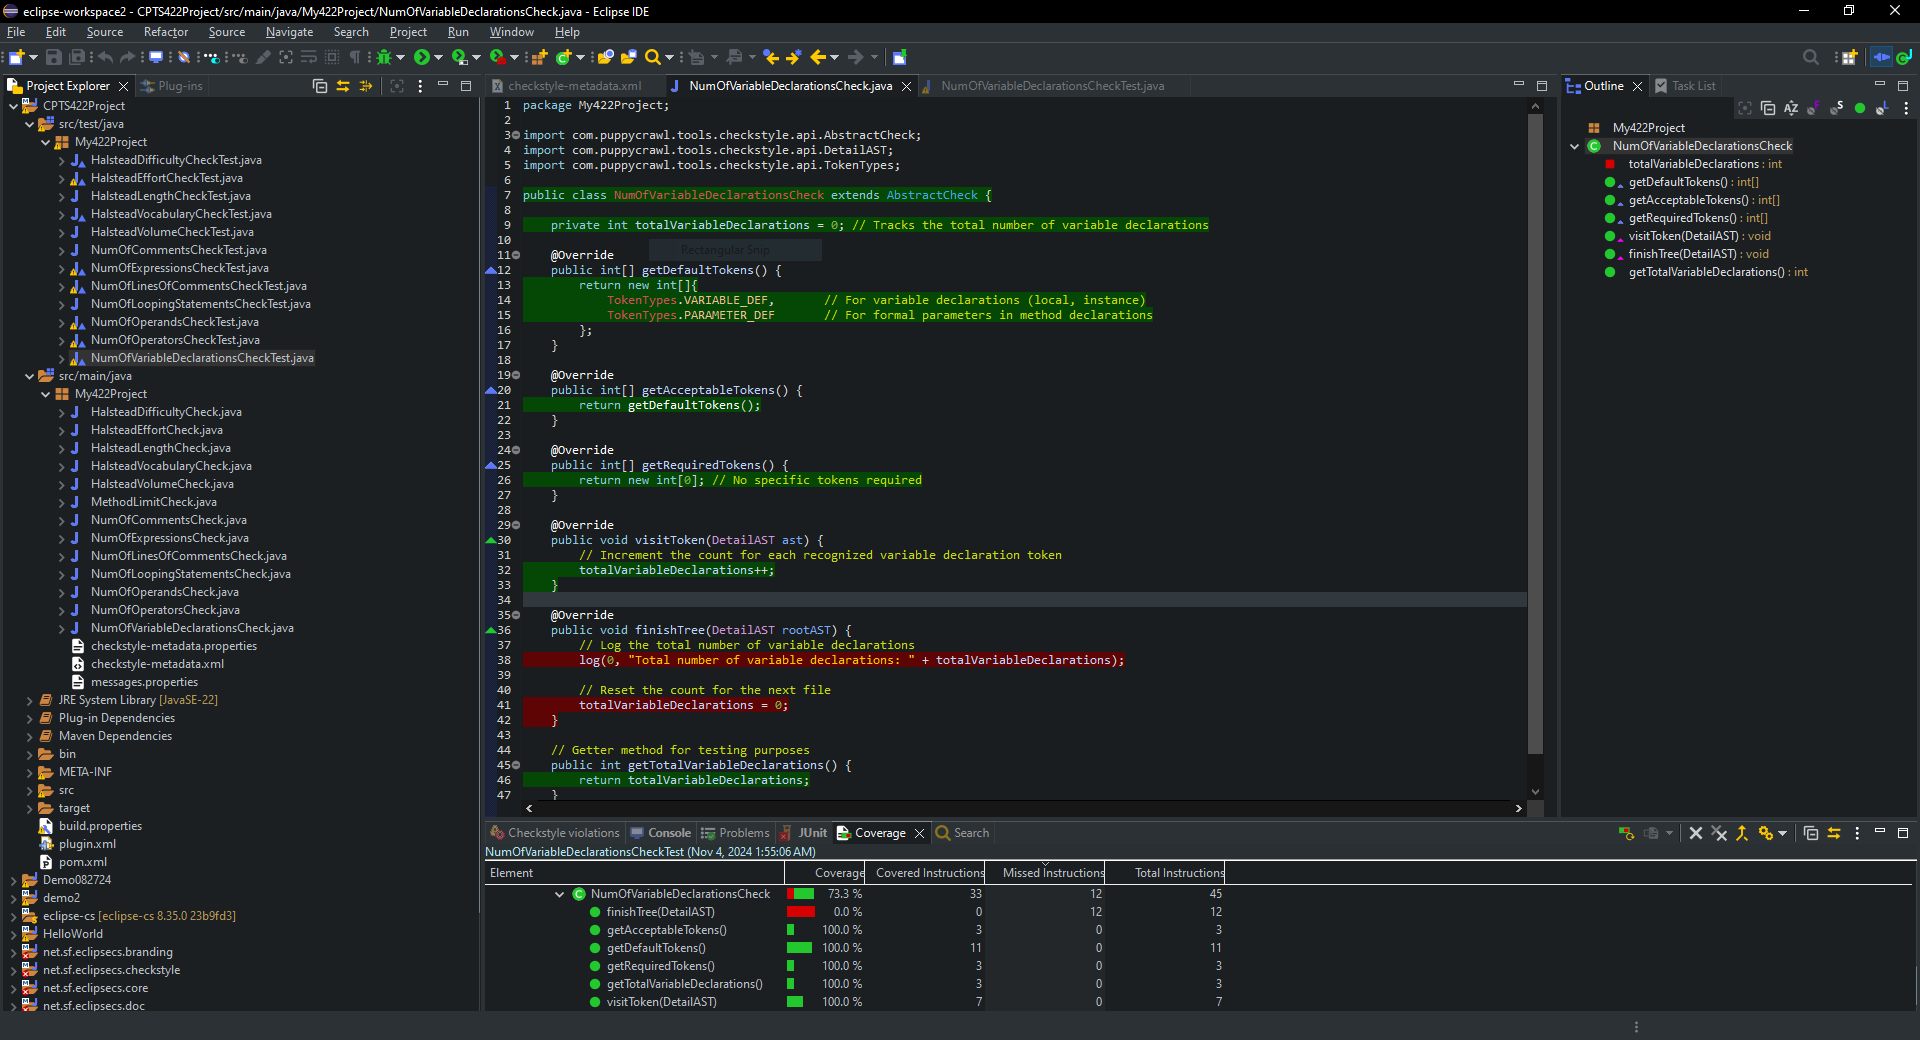 eclipse-workspace2 - CPTS422Project/src/main/java/My422Project/NumOfVariableDeclarationsCheck.java - Eclipse IDE
File Edit Source Refactor Source Navigate Search Project Run Window Help
Project Explorer
Plug-ins
CPTS422Project
src/test/java
My422Project
HalsteadDifficultyCheckTest.java
HalsteadEffortCheckTest.java
HalsteadLengthCheckTest.java
HalsteadVocabularyCheckTest.java
HalsteadVolumeCheckTest.java
NumOfCommentsCheckTest.java
NumOfExpressionsCheckTest.java
NumOfLinesOfCommentsCheckTest.java
NumOfLoopingStatementsCheckTest.java
NumOfOperandsCheckTest.java
NumOfOperatorsCheckTest.java
NumOfVariableDeclarationsCheckTest.java
src/main/java
My422Project
HalsteadDifficultyCheck.java
HalsteadEffortCheck.java
HalsteadLengthCheck.java
HalsteadVocabularyCheck.java
HalsteadVolumeCheck.java
MethodLimitCheck.java
NumOfCommentsCheck.java
NumOfExpressionsCheck.java
NumOfLinesOfCommentsCheck.java
NumOfLoopingStatementsCheck.java
NumOfOperandsCheck.java
NumOfOperatorsCheck.java
NumOfVariableDeclarationsCheck.java
checkstyle-metadata.properties
checkstyle-metadata.xml
messages.properties
JRE System Library [JavaSE-22]
Plug-in Dependencies
Maven Dependencies
bin
META-INF
src
target
build.properties
plugin.xml
pom.xml
Demo082724
demo2
eclipse-cs [eclipse-cs 8.35.0 23b9fd3]
HelloWorld
net.sf.eclipsecs.branding
net.sf.eclipsecs.checkstyle
net.sf.eclipsecs.core
net.sf.eclipsecs.doc
checkstyle-metadata.xml
NumOfVariableDeclarationsCheck.java
NumOfVariableDeclarationsCheckTest.java
1 package My422Project;
2
3 import com.puppycrawl.tools.checkstyle.api.AbstractCheck;
4 import com.puppycrawl.tools.checkstyle.api.DetailAST;
5 import com.puppycrawl.tools.checkstyle.api.TokenTypes;
6
7 public class NumOfVariableDeclarationsCheck extends AbstractCheck {
8
9 private int totalVariableDeclarations = 0; // Tracks the total number of variable declarations
10
Rectangular Snip
11 @Override
12 public int[] getDefaultTokens() {
13 return new int[]{
14 TokenTypes.VARIABLE_DEF, // For variable declarations (local, instance)
15 TokenTypes.PARAMETER_DEF // For formal parameters in method declarations
16 };
17 }
18
19 @Override
20 public int[] getAcceptableTokens() {
21 return getDefaultTokens();
22 }
23
24 @Override
25 public int[] getRequiredTokens() {
26 return new int[0]; // No specific tokens required
27 }
28
29 @Override
30 public void visitToken(DetailAST ast) {
31 // Increment the count for each recognized variable declaration token
32 totalVariableDeclarations++;
33 }
34
35 @Override
36 public void finishTree(DetailAST rootAST) {
37 // Log the total number of variable declarations
38 log(0, "Total number of variable declarations: " + totalVariableDeclarations);
39
40 // Reset the count for the next file
41 totalVariableDeclarations = 0;
42 }
43
44 // Getter method for testing purposes
45 public int getTotalVariableDeclarations() {
46 return totalVariableDeclarations;
47 }
Outline
Task List
My422Project
NumOfVariableDeclarationsCheck
totalVariableDeclarations : int
getDefaultTokens() : int[]
getAcceptableTokens() : int[]
getRequiredTokens() : int[]
visitToken(DetailAST) : void
finishTree(DetailAST) : void
getTotalVariableDeclarations() : int
Checkstyle violations Console Problems JUnit Coverage Search
NumOfVariableDeclarationsCheckTest (Nov 4, 2024 1:55:06 AM)
Element Coverage Covered Instructions Missed Instructions Total Instructions
NumOfVariableDeclarationsCheck 73.3 % 33 12 45
finishTree(DetailAST) 0.0 % 0 12 12
getAcceptableTokens() 100.0 % 3 0 3
getDefaultTokens() 100.0 % 11 0 11
getRequiredTokens() 100.0 % 3 0 3
getTotalVariableDeclarations() 100.0 % 3 0 3
visitToken(DetailAST) 100.0 % 7 0 7